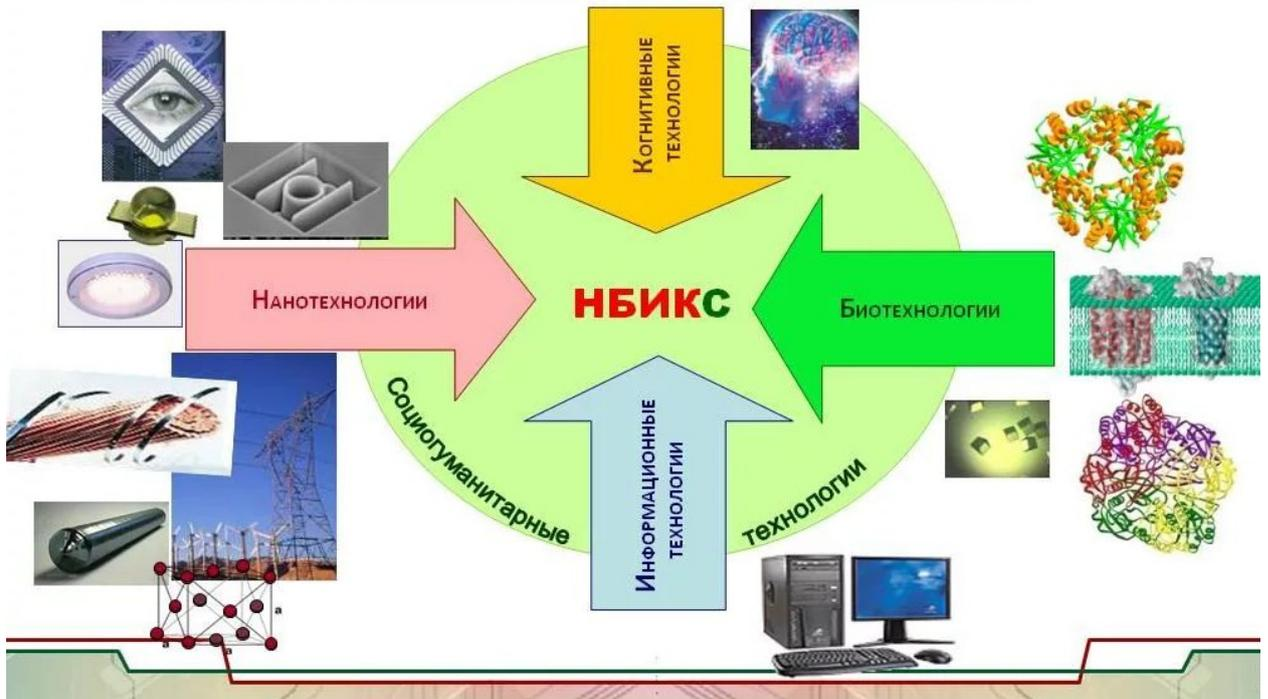 Когнитивные
технологии
Нанотехнологии
НБИКС
Биотехнологии
Социогуманитарные
технологии
Информационные
технологии
a
a
a